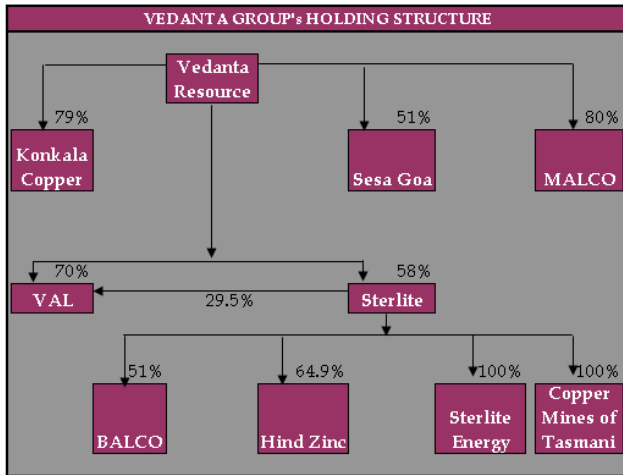 VEDANTA GROUP's HOLDING STRUCTURE
Vedanta
Resource
79%
51%
80%
Konkala
Copper
Sesa Goa
MALCO
70%
58%
VAL
29.5%
Sterlite
51%
64.9%
100%
100%
BALCO
Hind Zinc
Sterlite
Energy
Copper
Mines of
Tasmani